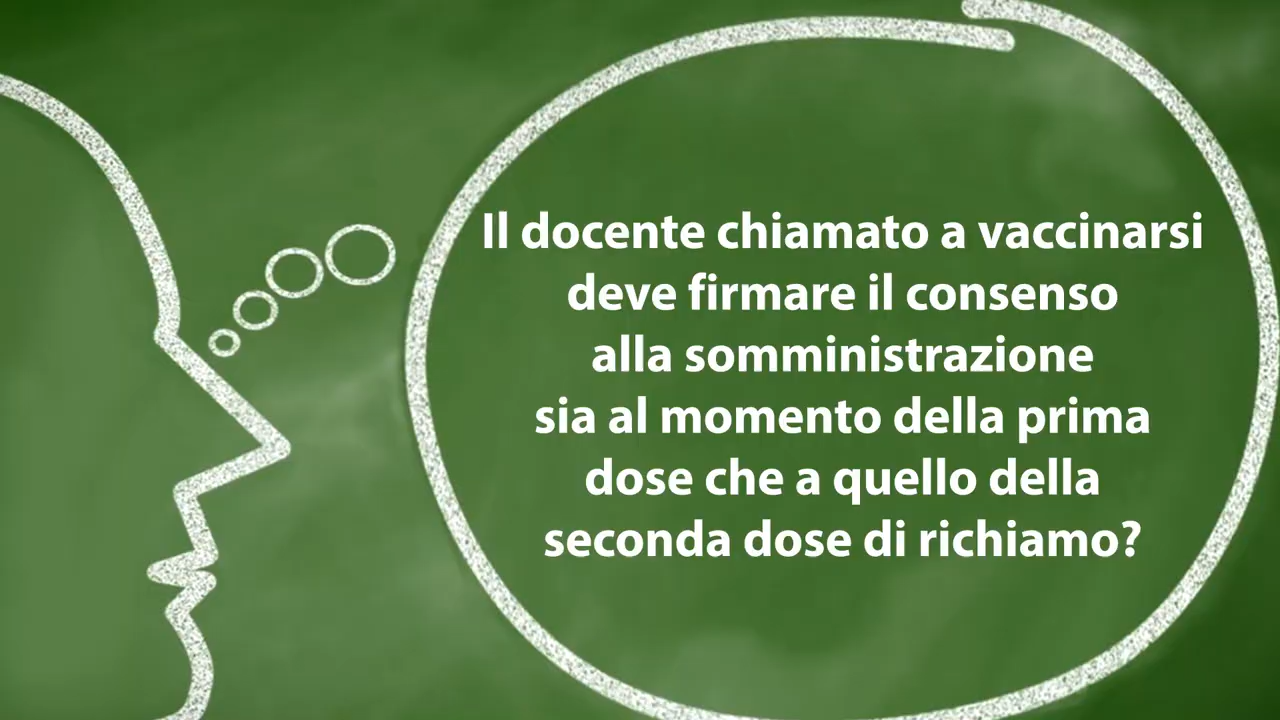 Il docente chiamato a vaccinarsi
deve firmare il consenso
alla somministrazione
sia al momento della prima
dose che a quello della
seconda dose di richiamo?